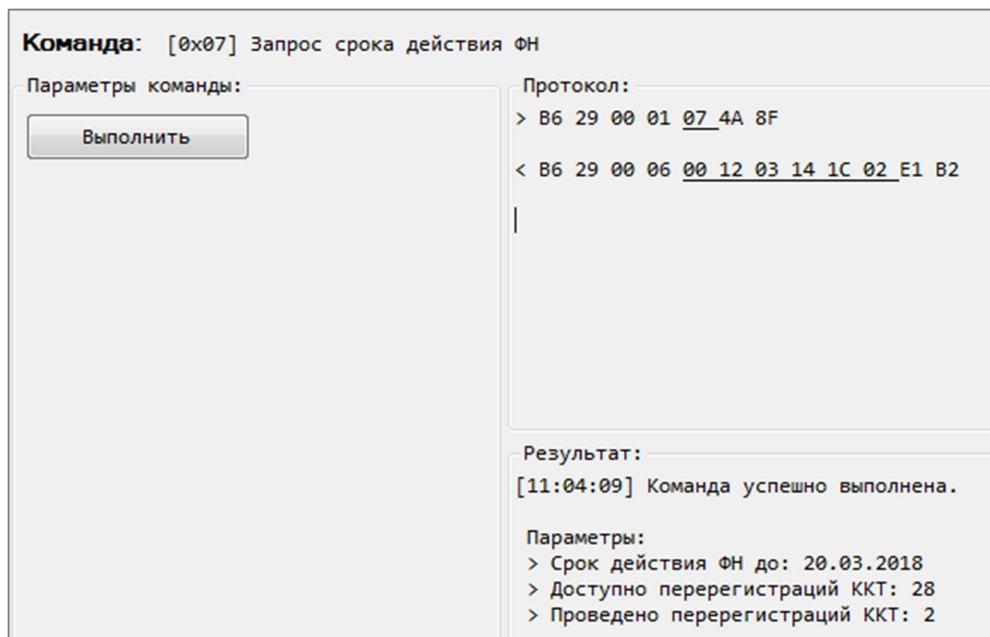 Команда: [0x07] Запрос срока действия ФН
Параметры команды:
Выполнить
Протокол:
> B6 29 00 01 07 4A 8F
< B6 29 00 06 00 12 03 14 1C 02 E1 B2
Результат:
[11:04:09] Команда успешно выполнена.
Параметры:
> Срок действия ФН до: 20.03.2018
> Доступно перерегистраций ККТ: 28
> Проведено перерегистраций ККТ: 2